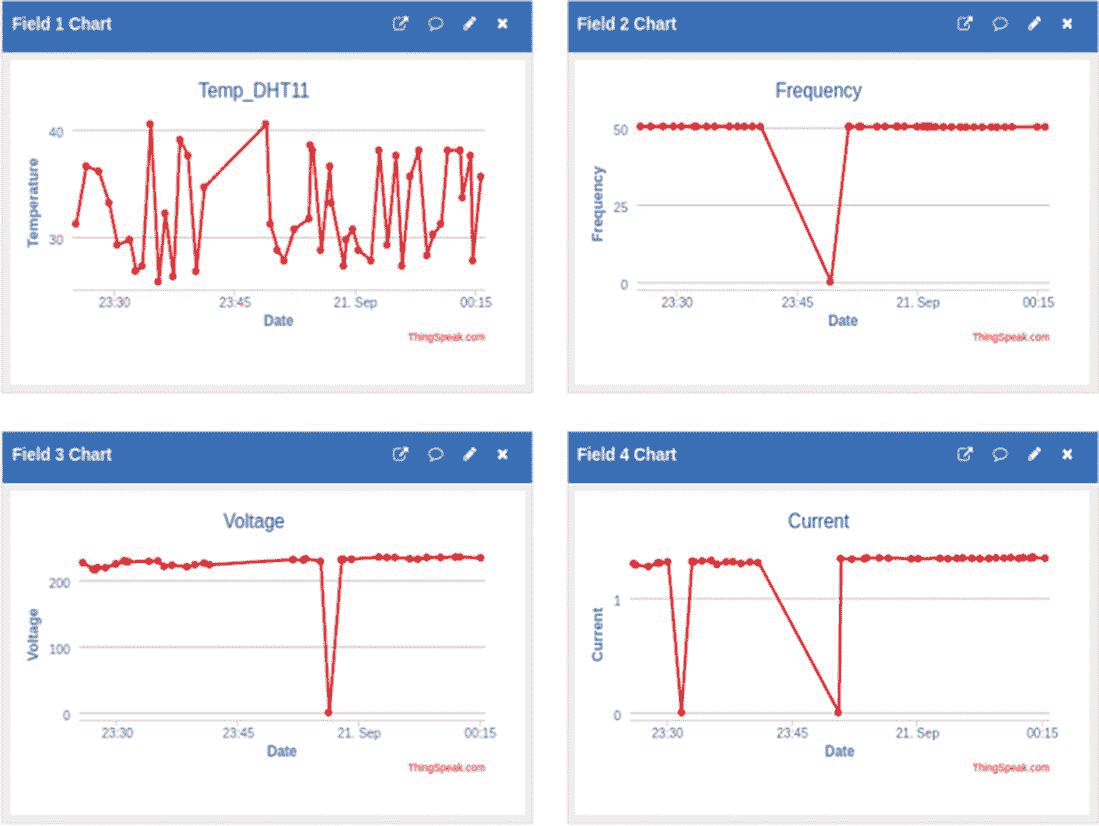 Field 1 Chart
Temp_DHT11
Temperature
40
30
23:30 23:45 21. Sep 00:15
Date
ThingSpeak.com
Field 2 Chart
Frequency
Frequency
50
25
0
23:30 23:45 21. Sep 00:15
Date
ThingSpeak.com
Field 3 Chart
Voltage
Voltage
200
100
0
23:30 23:45 21. Sep 00:15
Date
ThingSpeak.com
Field 4 Chart
Current
Current
1
0
23:30 23:45 21. Sep 00:15
Date
ThingSpeak.com